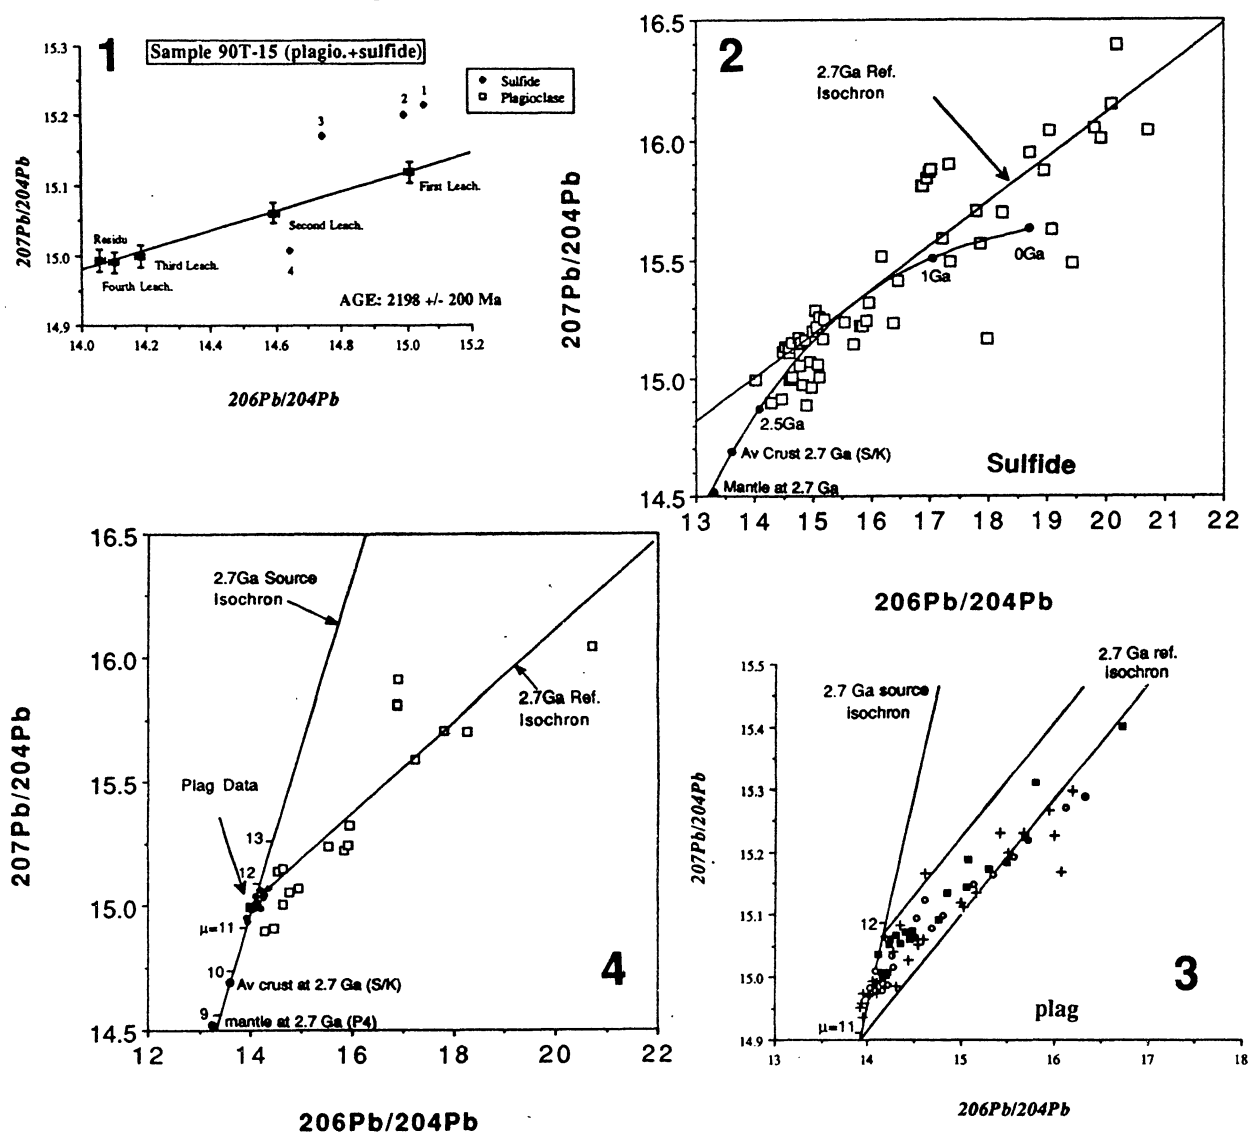 1
Sample 90T-15 (plagio.+sulfide)
Sulfide
Plagioclase
15.3
15.2
15.1
15.0
14.9
207Pb/204Pb
1
2
3
4
First Leach.
Second Leach.
Residu
Third Leach.
Fourth Leach.
AGE: 2198 +/- 200 Ma
14.0
14.2
14.4
14.6
14.8
15.0
15.2
206Pb/204Pb
2
16.5
16.0
15.5
15.0
14.5
207Pb/204Pb
2.7Ga Ref.
Isochron
0Ga
1Ga
2.5Ga
Av Crust 2.7 Ga (S/K)
Mantle at 2.7 Ga
Sulfide
13 14 15 16 17 18 19 20 21 22
206Pb/204Pb
16.5
16.0
15.5
15.0
14.5
207Pb/204Pb
2.7Ga Source
Isochron
2.7Ga Ref.
Isochron
Plag Data
13
12
μ=11
10
9
Av crust at 2.7 Ga (S/K)
mantle at 2.7 Ga (P4)
4
12 14 16 18 20 22
206Pb/204Pb
15.5
15.4
15.3
15.2
15.1
15.0
14.9
207Pb/204Pb
2.7 Ga source
isochron
2.7 Ga ref.
isochron
12
μ=11
plag
3
13 14 15 16 17 18
206Pb/204Pb